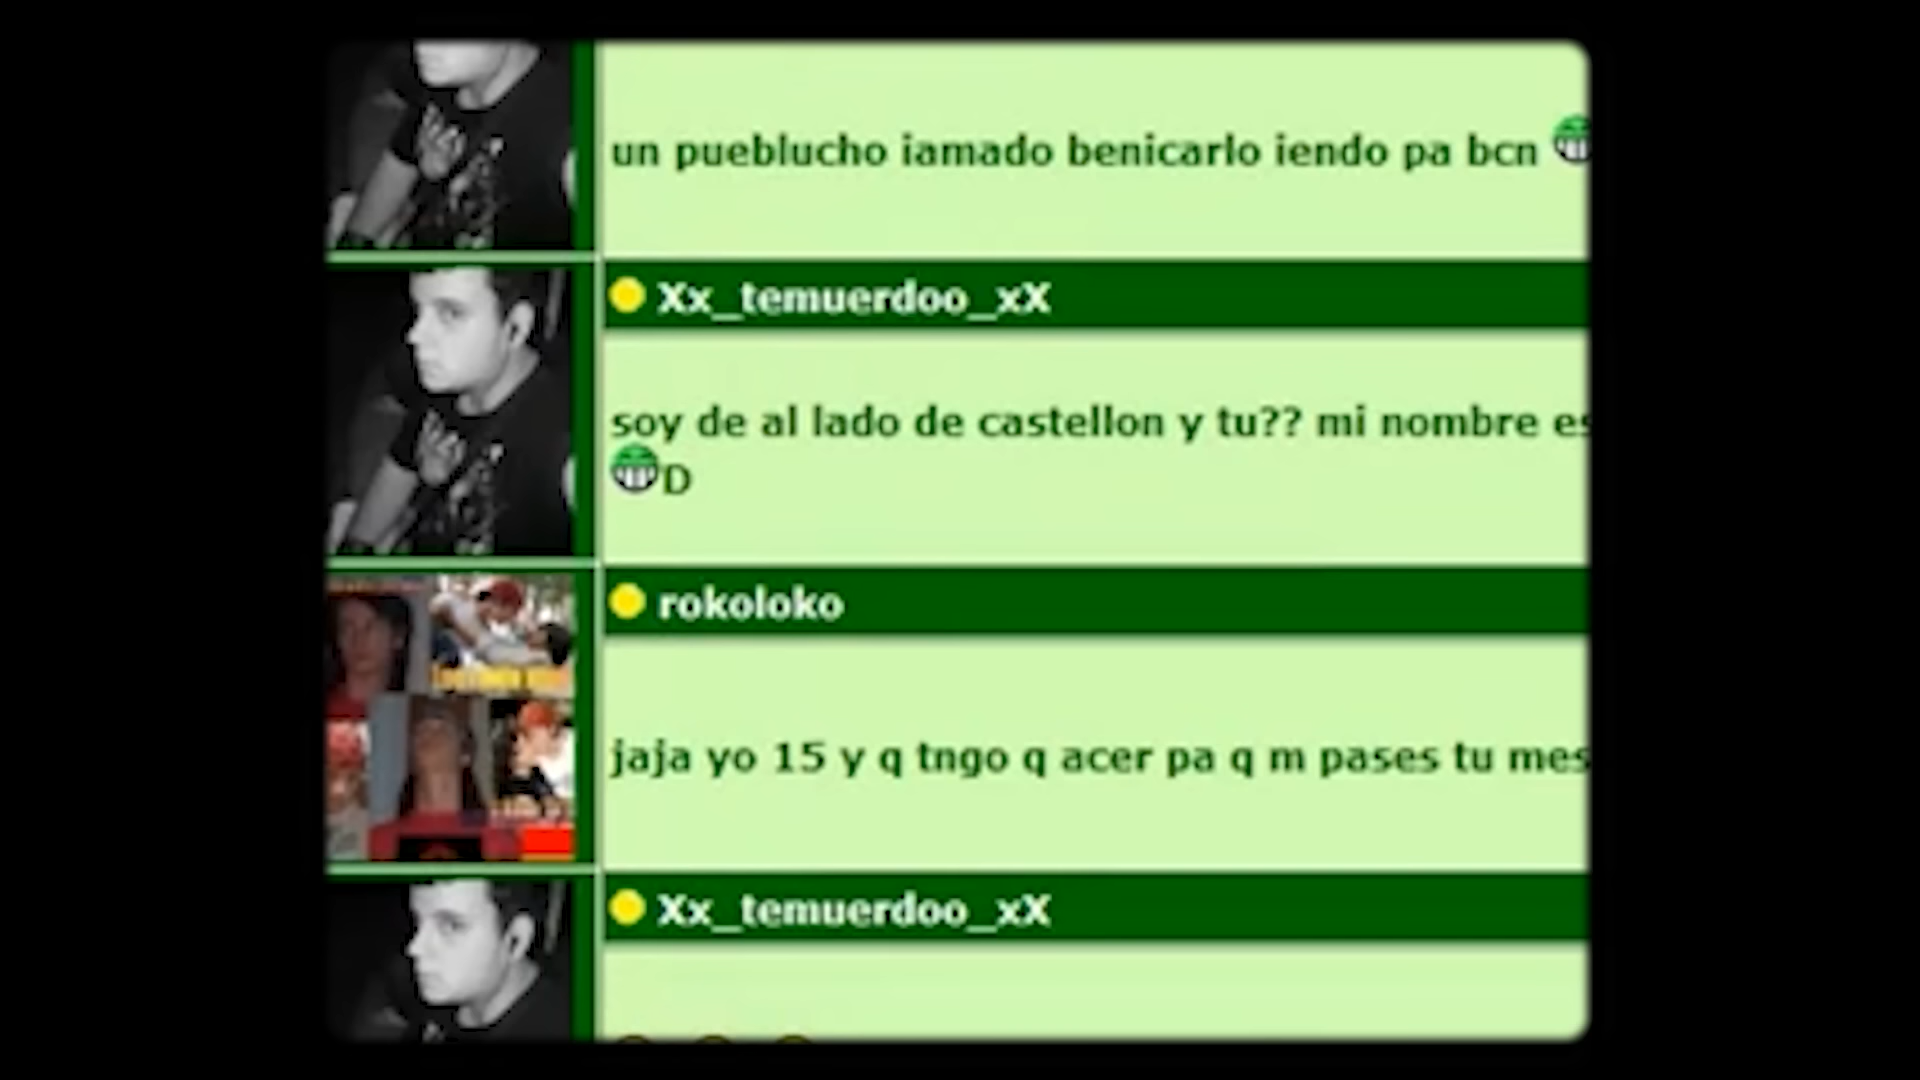 un pueblucho iamado benicarlo iendo pa bcn
Xx_temuerdoo_xX
soy de al lado de castellon y tu?? mi nombre es
D
rokoloko
jaja yo 15 y q tngo q acer pa q m pases tu mes
Xx_temuerdoo_xX